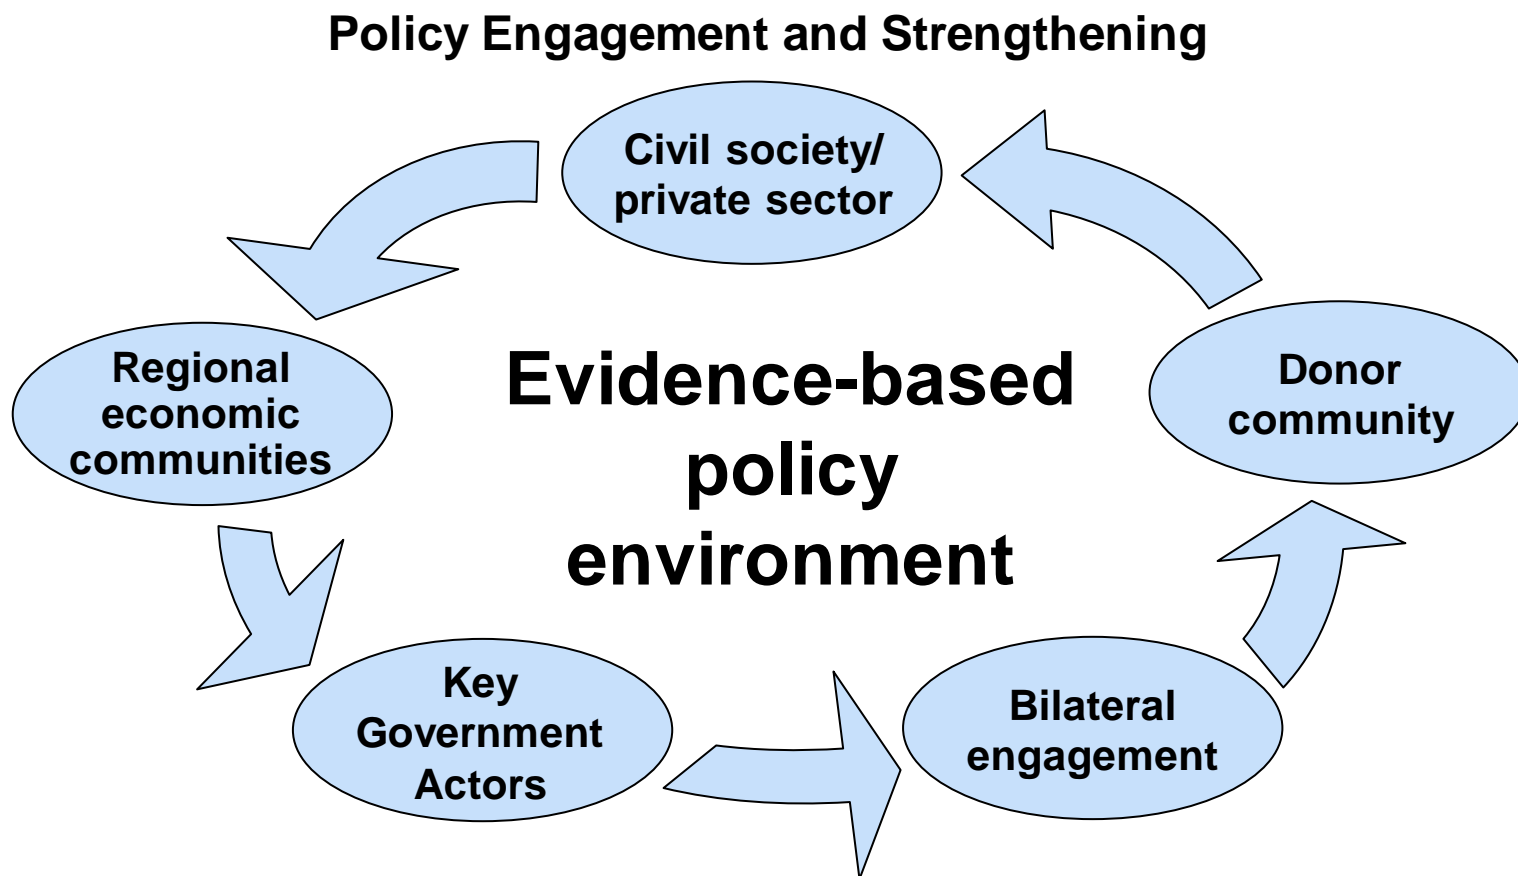 Policy Engagement and Strengthening
Civil society/
private sector
Regional
economic
communities
Evidence-based
policy
environment
Donor
community
Key
Government
Actors
Bilateral
engagement